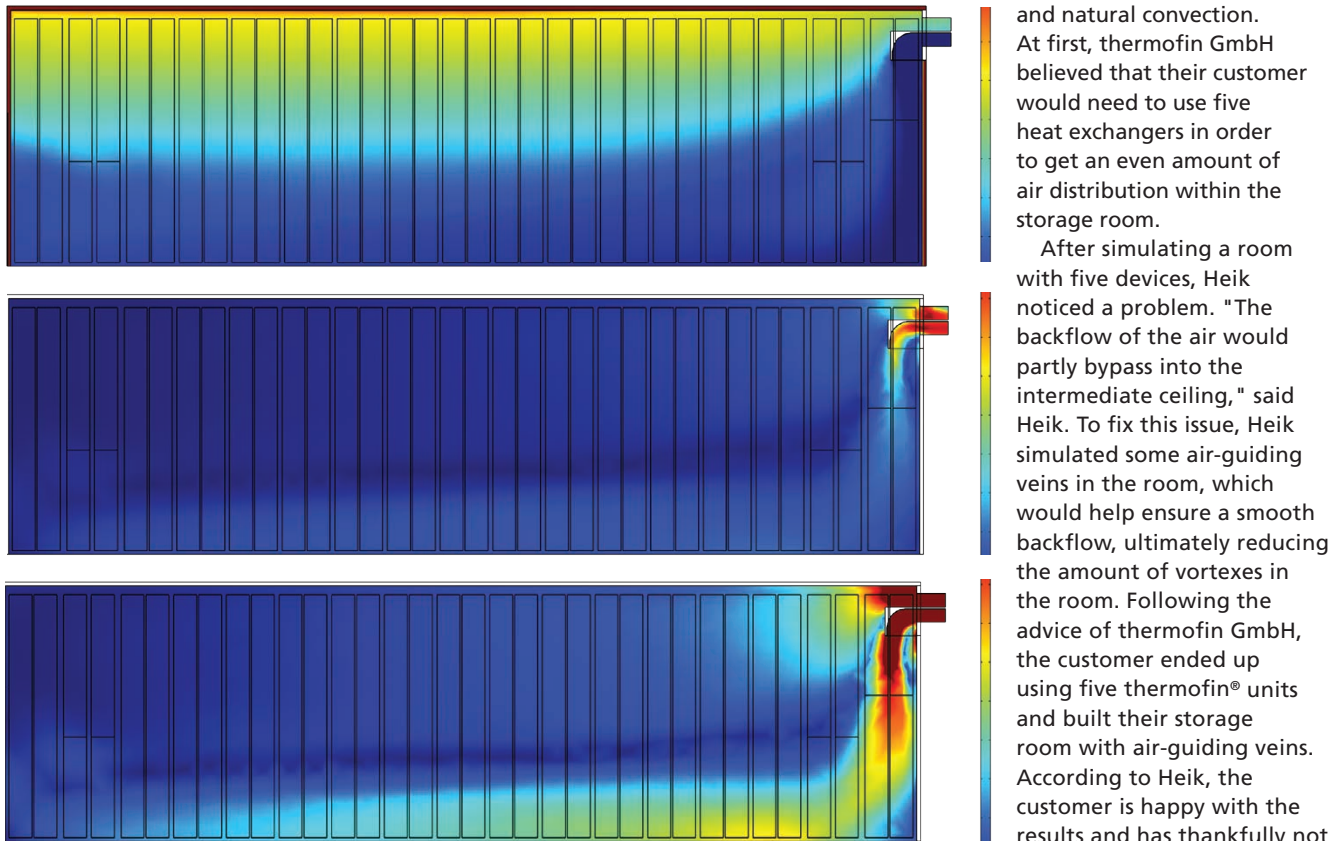 and natural convection.
At first, thermofin GmbH
believed that their customer
would need to use five
heat exchangers in order
to get an even amount of
air distribution within the
storage room.
After simulating a room
with five devices, Heik
noticed a problem. "The
backflow of the air would
partly bypass into the
intermediate ceiling," said
Heik. To fix this issue, Heik
simulated some air-guiding
veins in the room, which
would help ensure a smooth
backflow, ultimately reducing
the amount of vortexes in
the room. Following the
advice of thermofin GmbH,
the customer ended up
using five thermofin® units
and built their storage
room with air-guiding veins.
According to Heik, the
customer is happy with the
results and has thankfully not